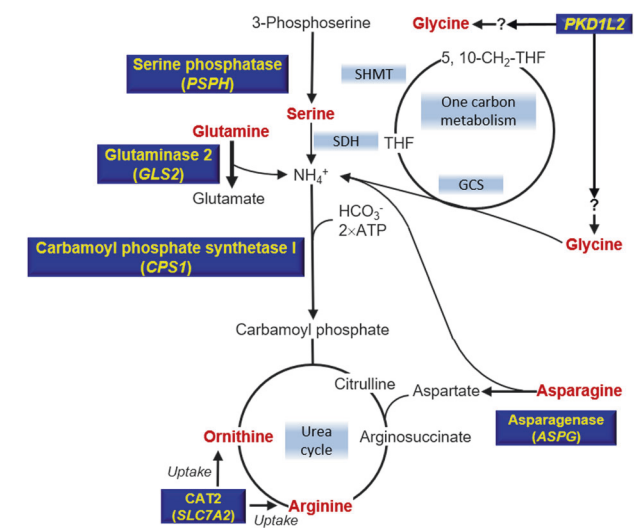 3-Phosphoserine
Glycine
?
PKD1L2
Serine phosphatase
(PSPH)
SHMT
5, 10-CH₂-THF
One carbon
metabolism
Serine
Glutamine
SDH
THF
Glutaminase 2
(GLS2)
NH₄⁺
GCS
Glutamate
?
HCO₃⁻
2×ATP
Glycine
Carbamoyl phosphate synthetase I
(CPS1)
Carbamoyl phosphate
Citrulline
Aspartate
Asparagine
Ornithine
Urea
cycle
Arginosuccinate
Asparagenase
(ASPG)
Uptake
CAT2
(SLC7A2)
Arginine
Uptake